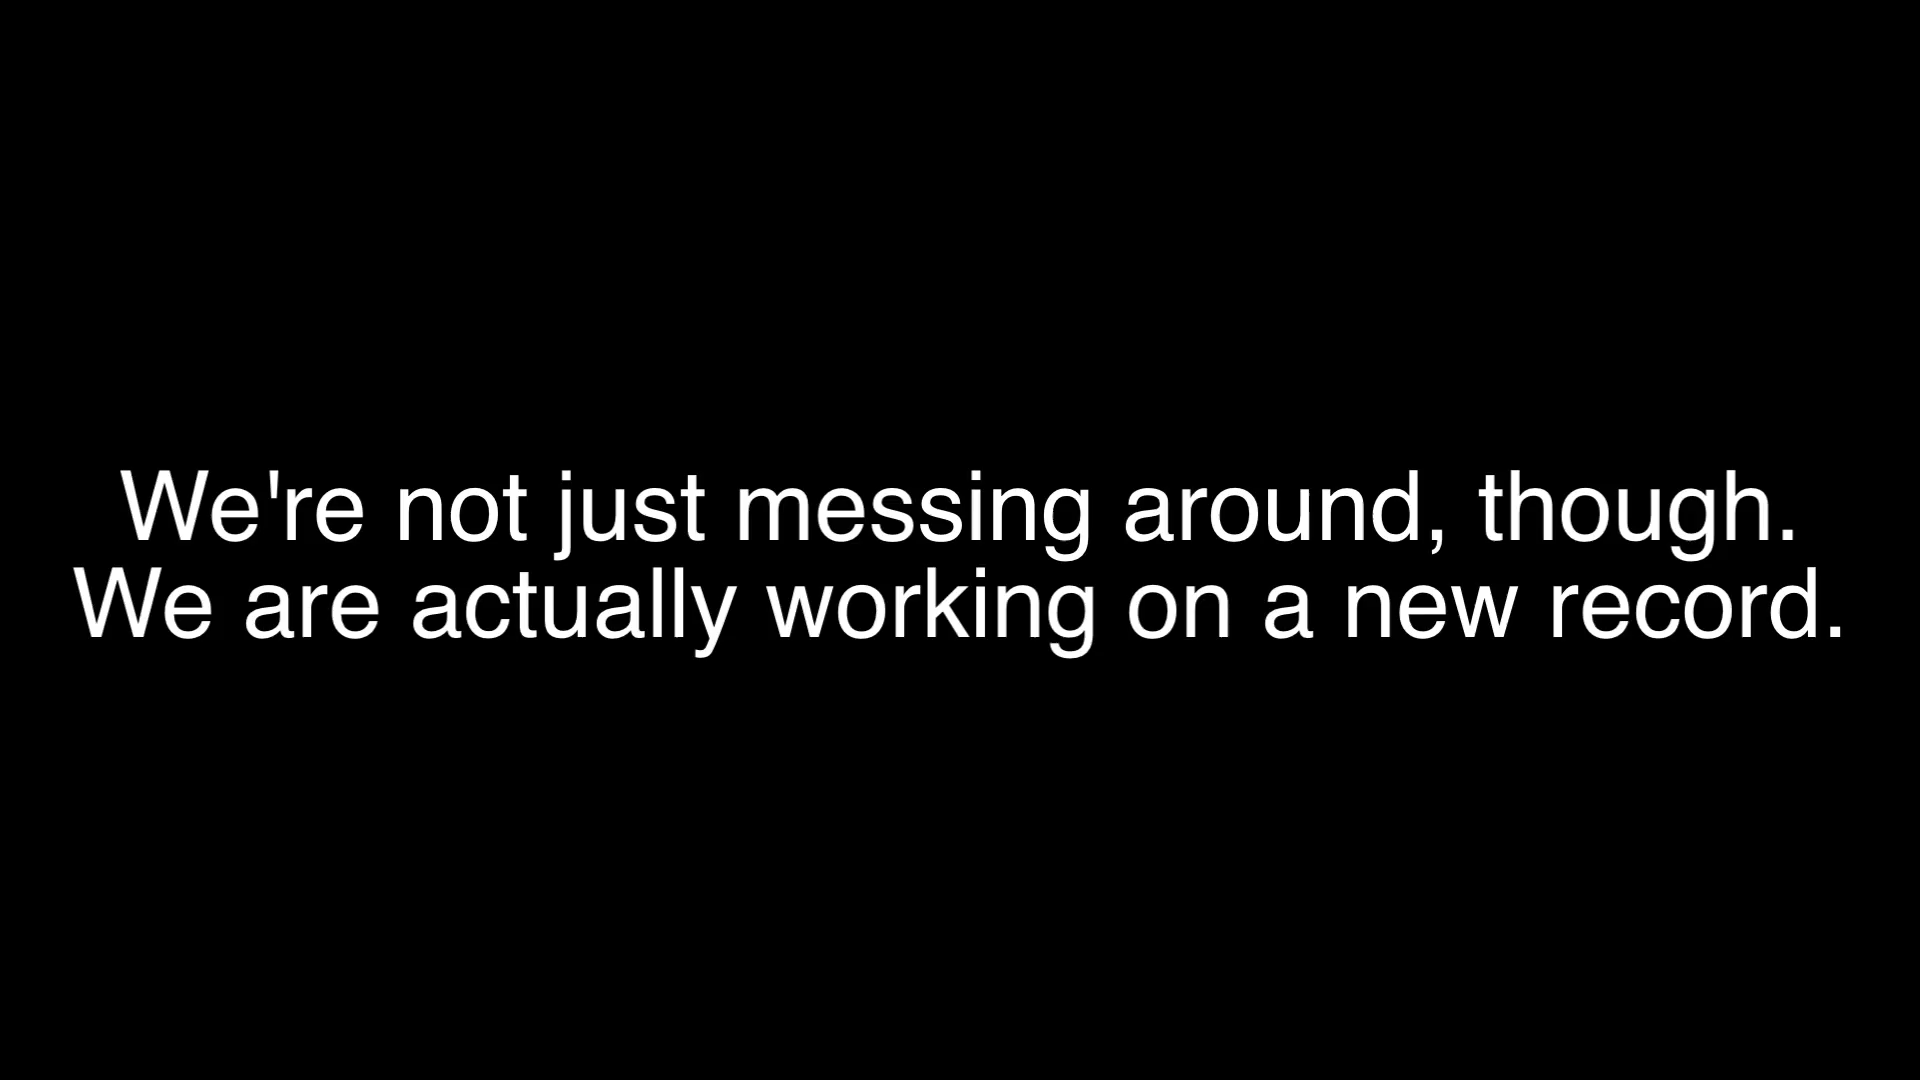 We're not just messing around, though.
We are actually working on a new record.